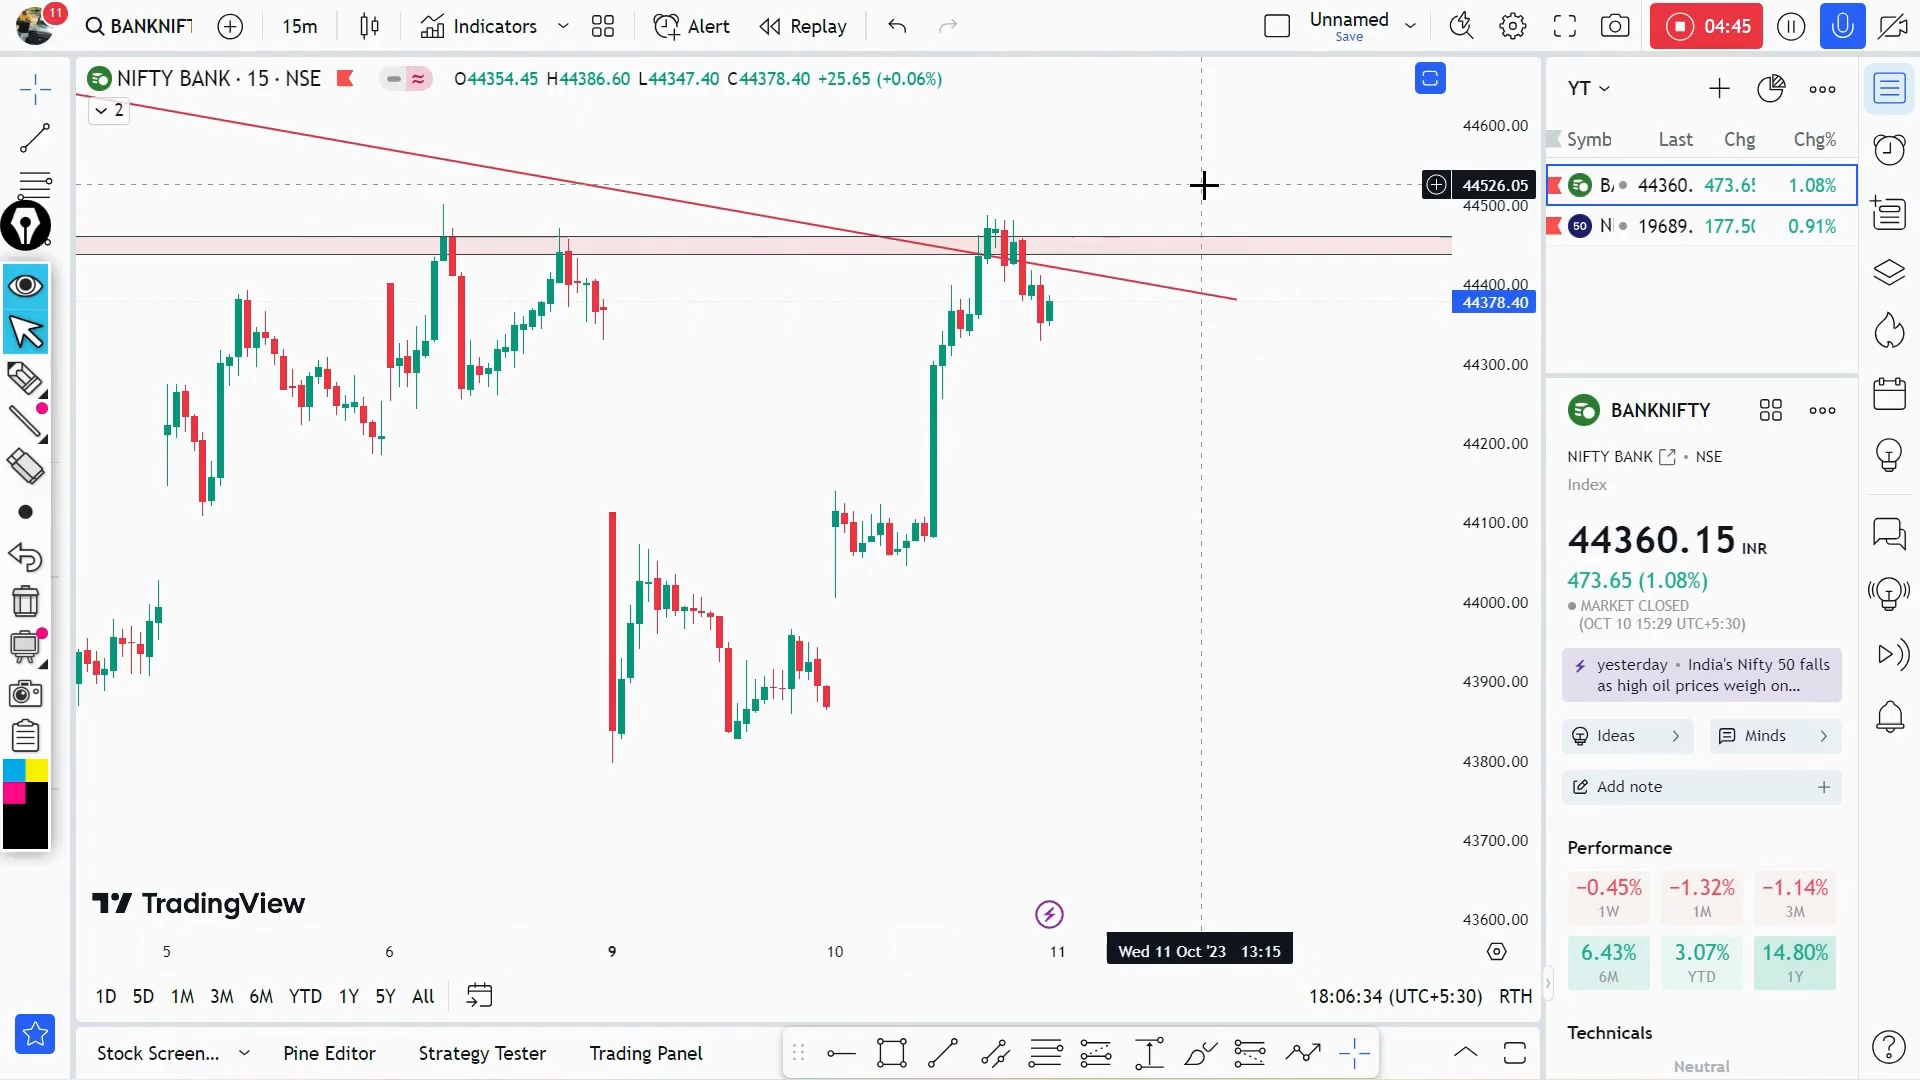 11
BANKNIF
15m
Indicators
Alert
Replay
Unnamed
Save
04:45
NIFTY BANK · 15 · NSE
O44354.45 H44386.60 L44347.40 C44378.40 +25.65 (+0.06%)
2
44600.00
44526.05
44500.00
44400.00
44378.40
44300.00
44200.00
44100.00
44000.00
43900.00
43800.00
43700.00
43600.00
TradingView
5 6 9 10 11
Wed 11 Oct '23 13:15
1D 5D 1M 3M 6M YTD 1Y 5Y All
18:06:34 (UTC+5:30) RTH
Stock Screen... Pine Editor Strategy Tester Trading Panel
YT
Symb Last Chg Chg%
44360. 473.65 1.08%
50 N 19689. 177.50 0.91%
BANKNIFTY
NIFTY BANK • NSE
Index
44360.15 INR
473.65 (1.08%)
MARKET CLOSED
(OCT 10 15:29 UTC+5:30)
yesterday • India's Nifty 50 falls
as high oil prices weigh on...
Ideas
Minds
Add note
Performance
−0.45% −1.32% −1.14%
1W 1M 3M
6.43% 3.07% 14.80%
6M YTD 1Y
Technicals
Neutral